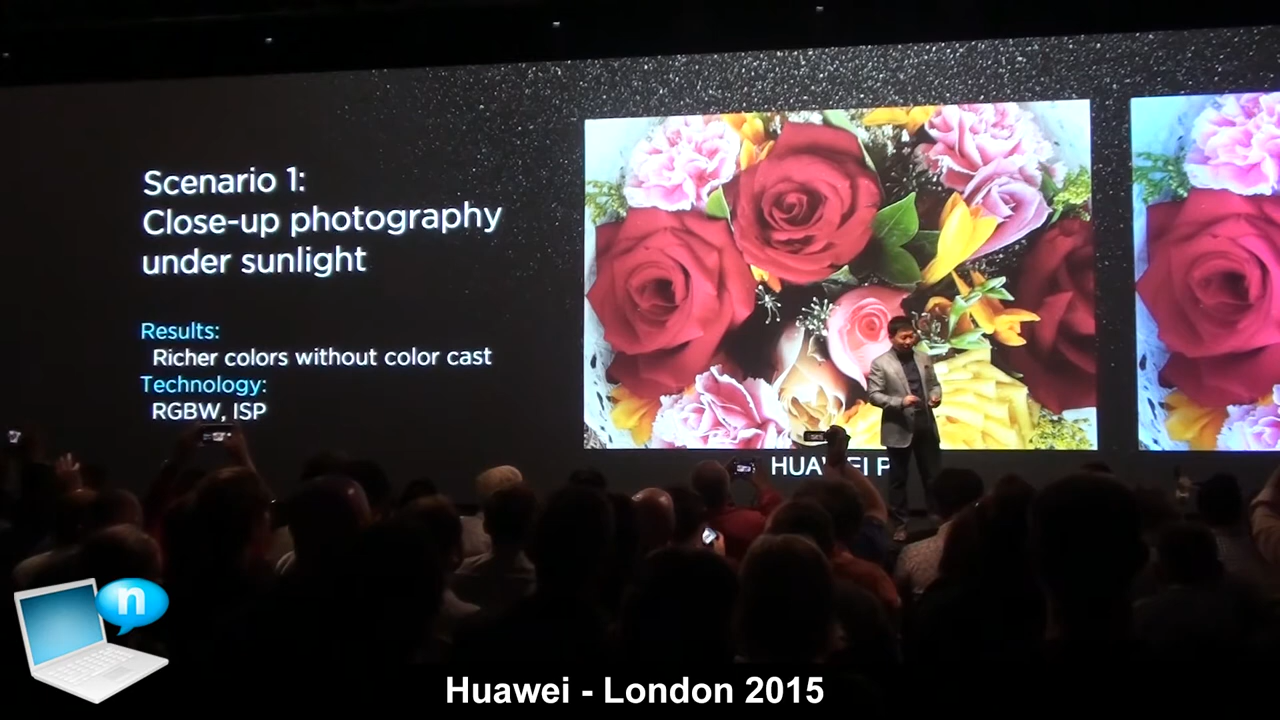 Scenario 1:
Close-up photography
under sunlight
Results:
Richer colors without color cast
Technology:
RGBW, ISP
HUAWEI P
n
Huawei - London 2015